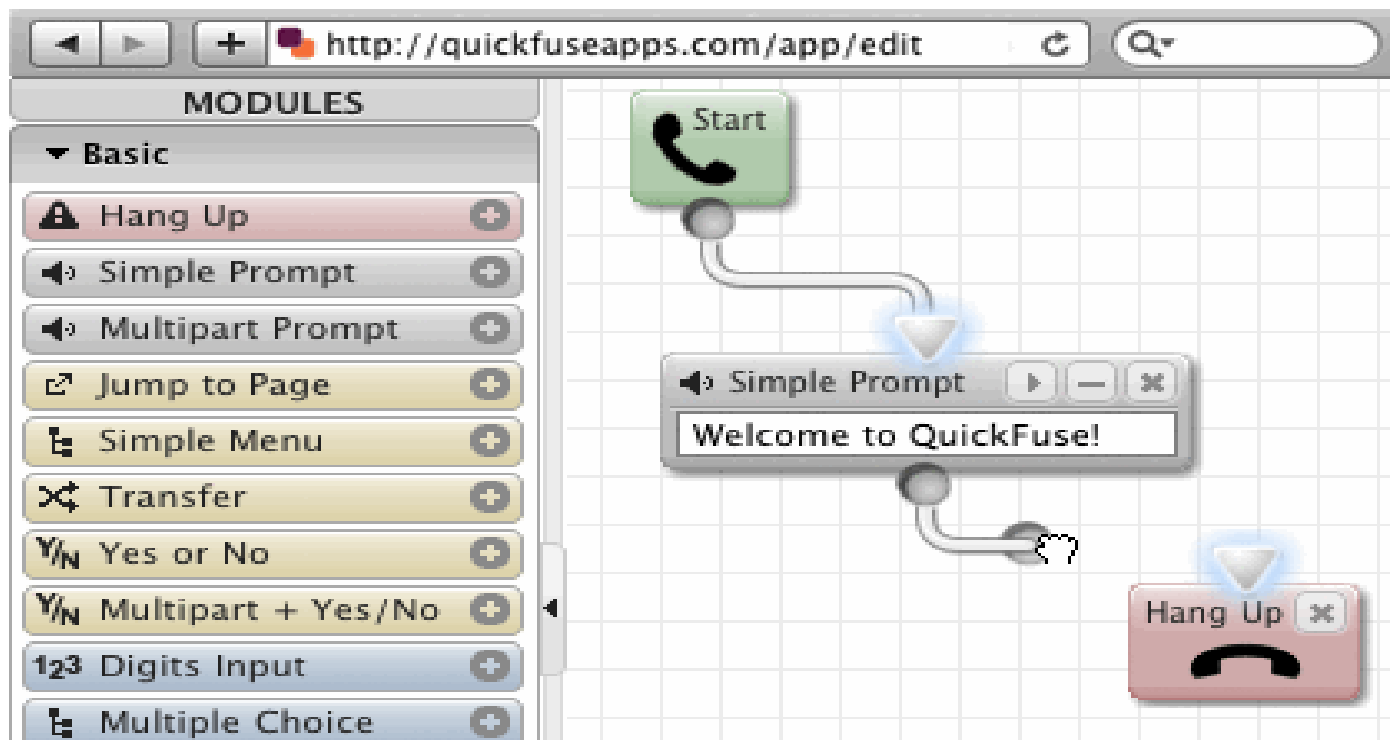 http://quickfuseapps.com/app/edit
MODULES
Basic
Hang Up
Simple Prompt
Multipart Prompt
Jump to Page
Simple Menu
Transfer
Y/N Yes or No
Y/N Multipart + Yes/No
123 Digits Input
Multiple Choice
Start
Simple Prompt
Welcome to QuickFuse!
Hang Up